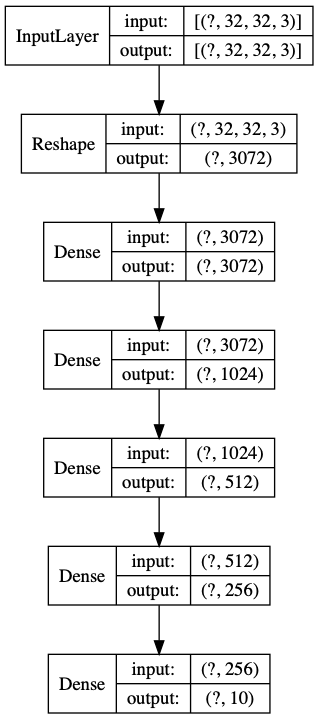 InputLayer input: [(?, 32, 32, 3)]
output: [(?, 32, 32, 3)]
Reshape input: (?, 32, 32, 3)
output: (?, 3072)
Dense input: (?, 3072)
output: (?, 3072)
Dense input: (?, 3072)
output: (?, 1024)
Dense input: (?, 1024)
output: (?, 512)
Dense input: (?, 512)
output: (?, 256)
Dense input: (?, 256)
output: (?, 10)